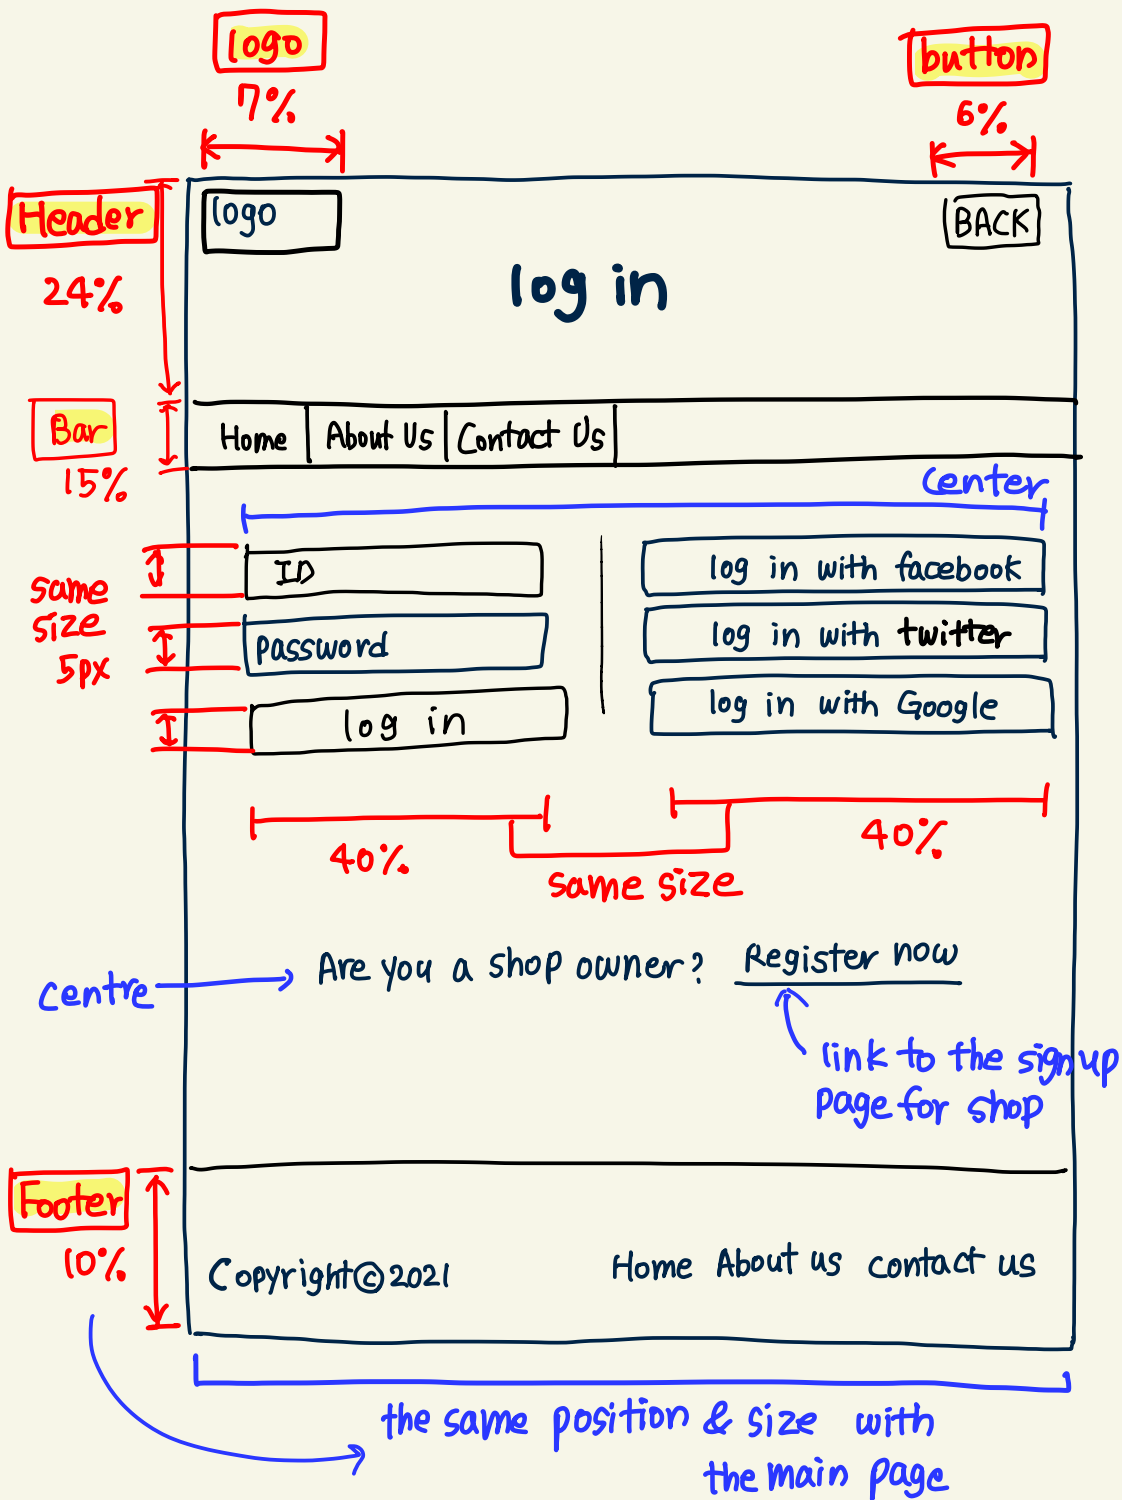 logo
button
7%
6%
Header
24%
logo
BACK
log in
Bar
15%
Home
About Us
Contact Us
center
same
size
5px
ID
password
log in
log in with facebook
log in with twitter
log in with Google
40%
40%
same size
centre
Are you a shop owner? Register now
link to the sign up
page for shop
Footer
10%
Copyright©2021
Home About us contact us
the same position & size with
the main page